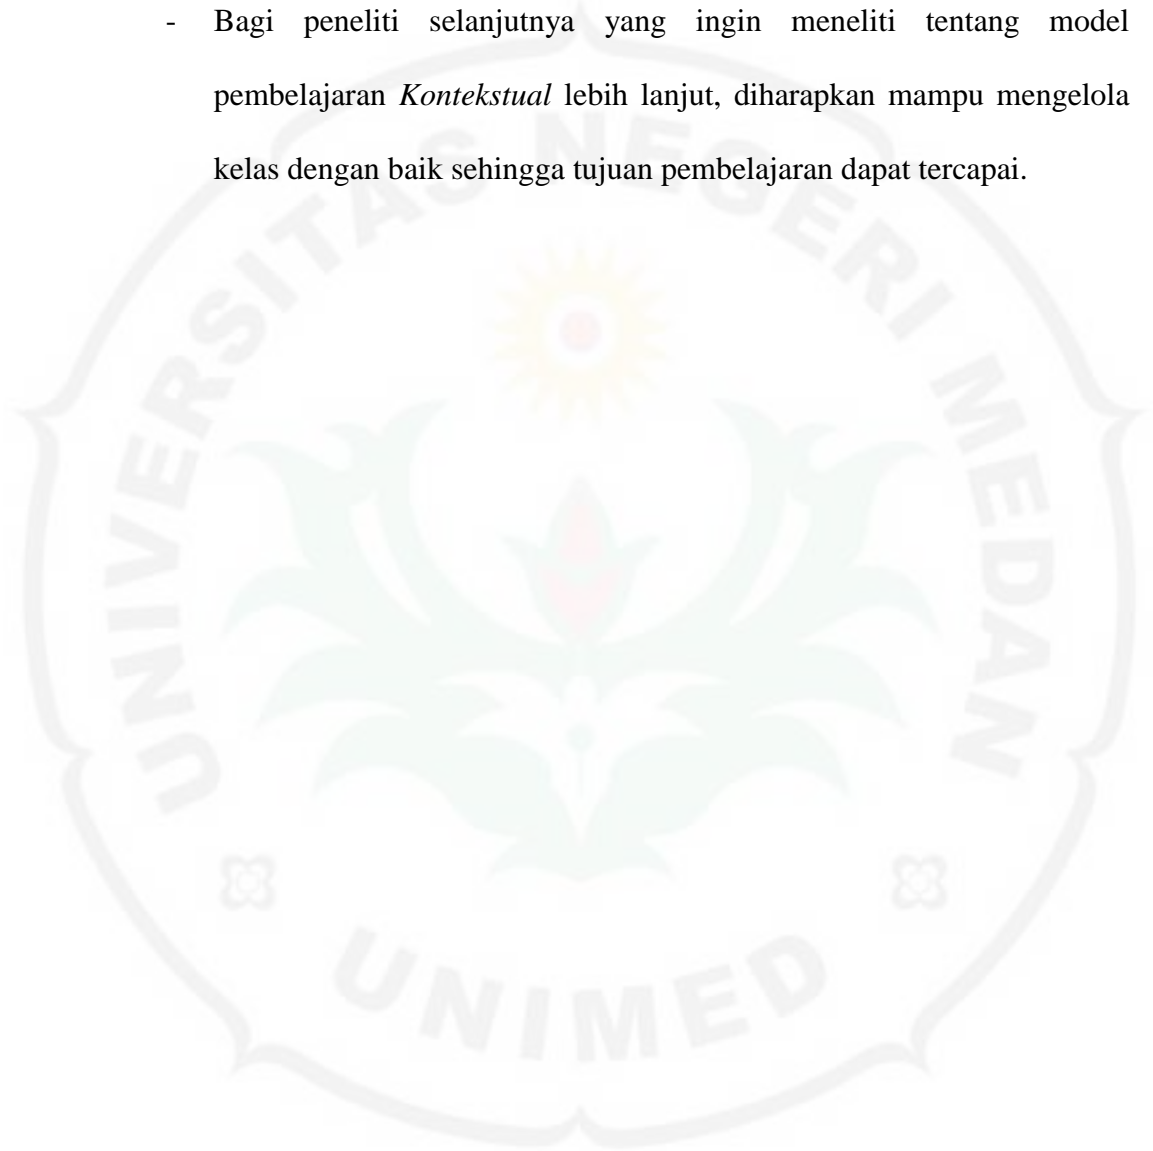 - Bagi peneliti selanjutnya yang ingin meneliti tentang model
pembelajaran Kontekstual lebih lanjut, diharapkan mampu mengelola
kelas dengan baik sehingga tujuan pembelajaran dapat tercapai.
UNIVERSITAS NEGERI MEDAN
UNIMED